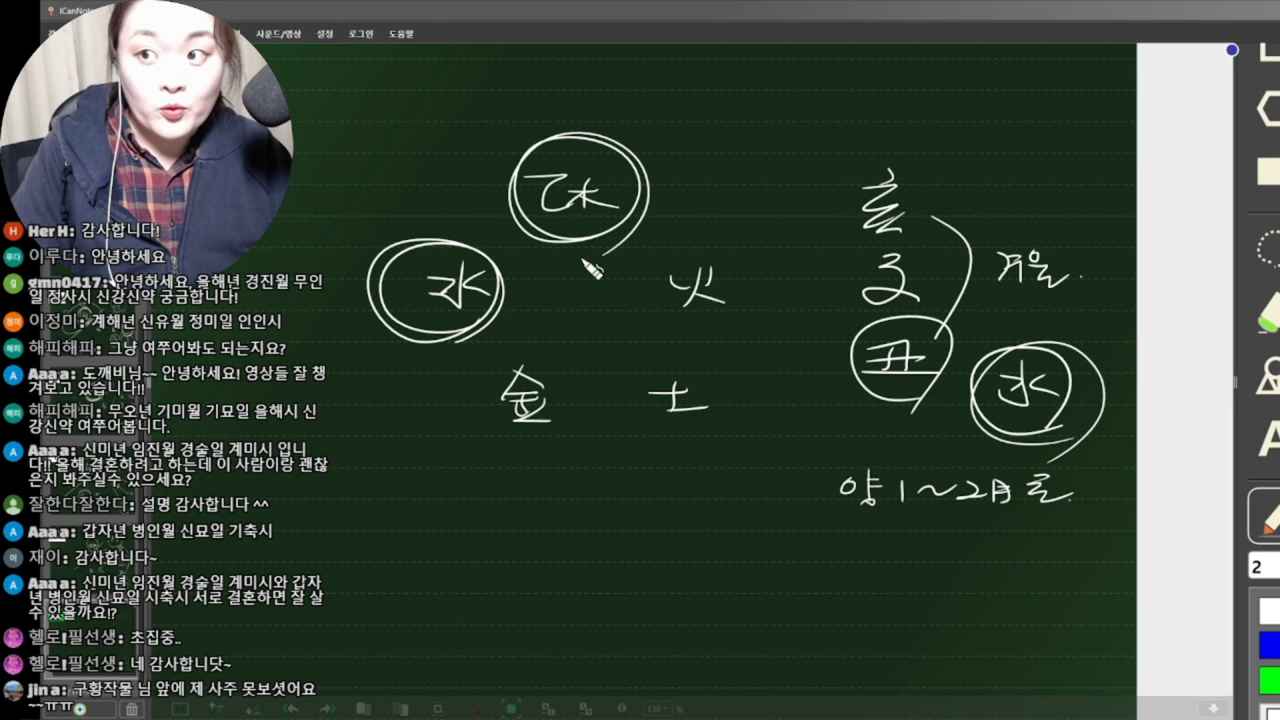 ICanNote
사운드/영상 설정 로그인 도움말
Her H: 감사합니다!
이루다: 안녕하세요
gmn0417: 안녕하세요, 올해년 경진월 무인
일 정사시 신강신약 궁금합니다!
이정미: 계해년 신유월 정미일 인인시
해피해피: 그냥 여쭈어봐도 되는지요?
Aaa a: 도깨비님~~ 안녕하세요! 영상들 잘 챙
겨보고 있습니다!!
해피해피: 무오년 기미월 기묘일 을해시 신
강신약 여쭈어봅니다.
Aaa a: 신미년 임진월 경술일 계미시 입니
다!! 올해 결혼하려고 하는데 이 사람이랑 괜찮
은지 봐주실수 있으세요?
잘한다잘한다: 설명 감사합니다 ^^
Aaa a: 갑자년 병인월 신묘일 기축시
재이: 감사합니다~
Aaa a: 신미년 임진월 경술일 계미시와 갑자
년 병인월 신묘일 시축시 서로 결혼하면 잘 살
수 있을까요!?
헬로!필선생: 초집중..
헬로!필선생: 네 감사합니닷~
jin a: 구황작물 님 앞에 제 사주 못보셧어요
~~ㅠㅠ
乙木
水
火
金
土
子
丑
겨울.
水
양 1~2月
2
130 %